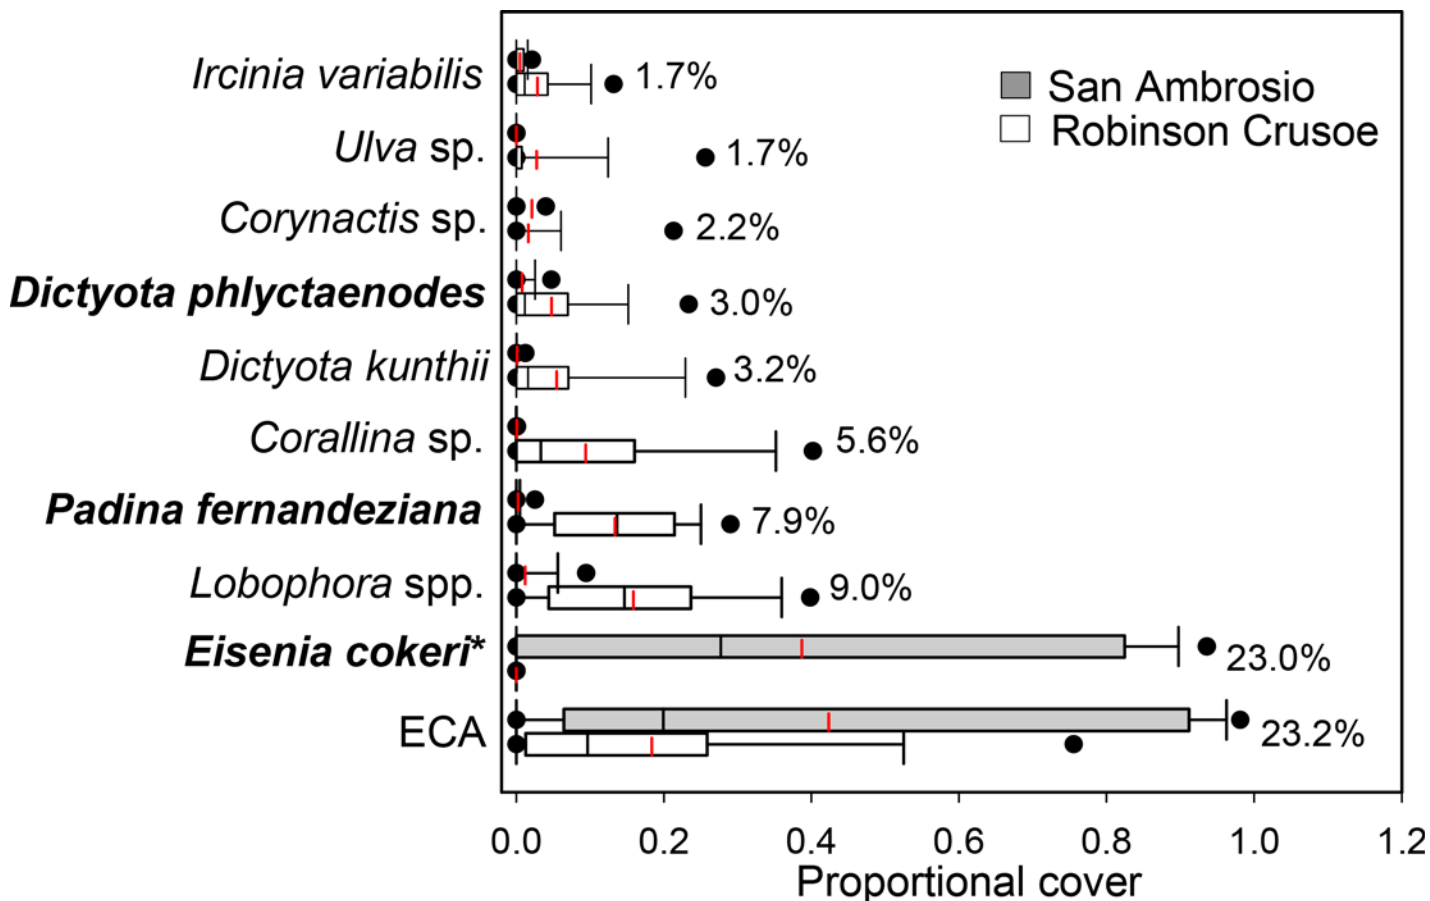 Ircinia variabilis 1.7%
San Ambrosio
Robinson Crusoe
Ulva sp. 1.7%
Corynactis sp. 2.2%
Dictyota phlyctaenodes 3.0%
Dictyota kunthii 3.2%
Corallina sp. 5.6%
Padina fernandeziana 7.9%
Lobophora spp. 9.0%
Eisenia cokeri* 23.0%
ECA 23.2%
0.0 0.2 0.4 0.6 0.8 1.0 1.2
Proportional cover